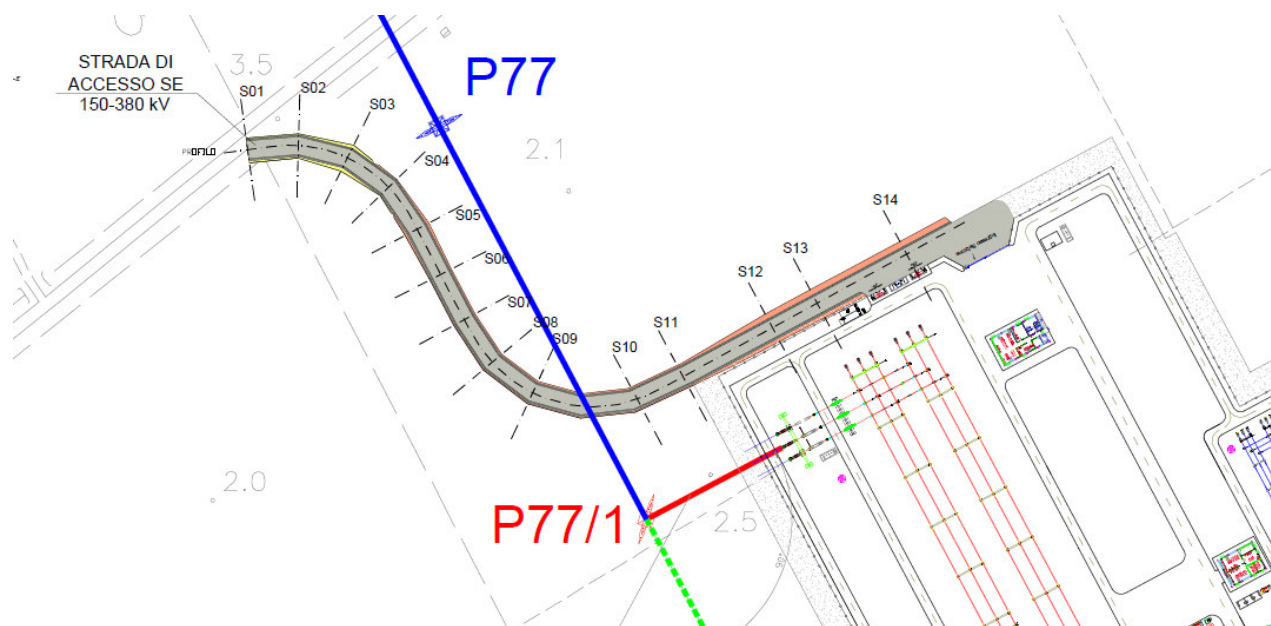 STRADA DI
ACCESSO SE
150-380 kV
3.5
S01
S02
S03
P77
PROFILO
S04
2.1
S05
S14
S06
S13
S12
S07
S08
S09
S11
S10
2.0
P77/1
2.5